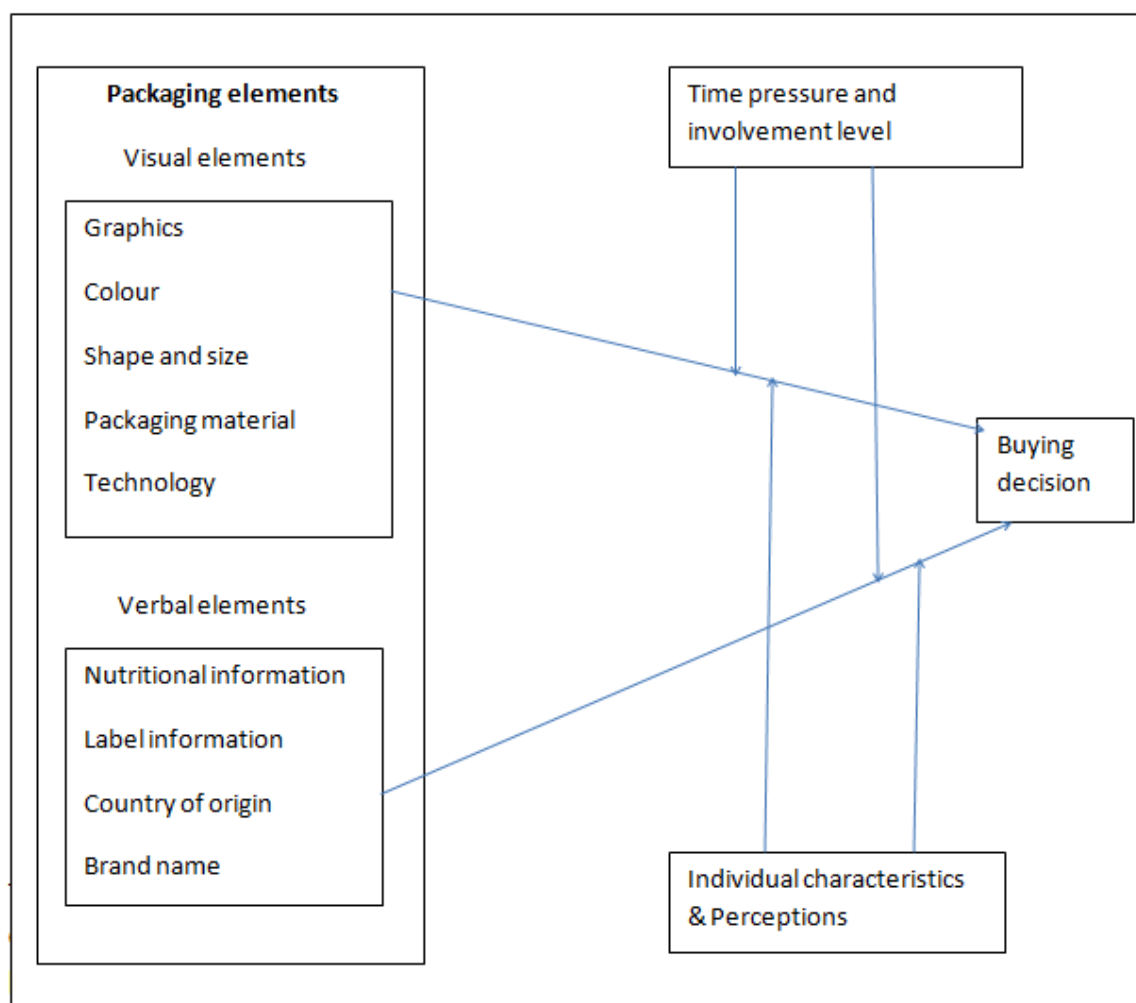 Packaging elements
Visual elements
Graphics
Colour
Shape and size
Packaging material
Technology
Verbal elements
Nutritional information
Label information
Country of origin
Brand name
Time pressure and
involvement level
Buying
decision
Individual characteristics
& Perceptions